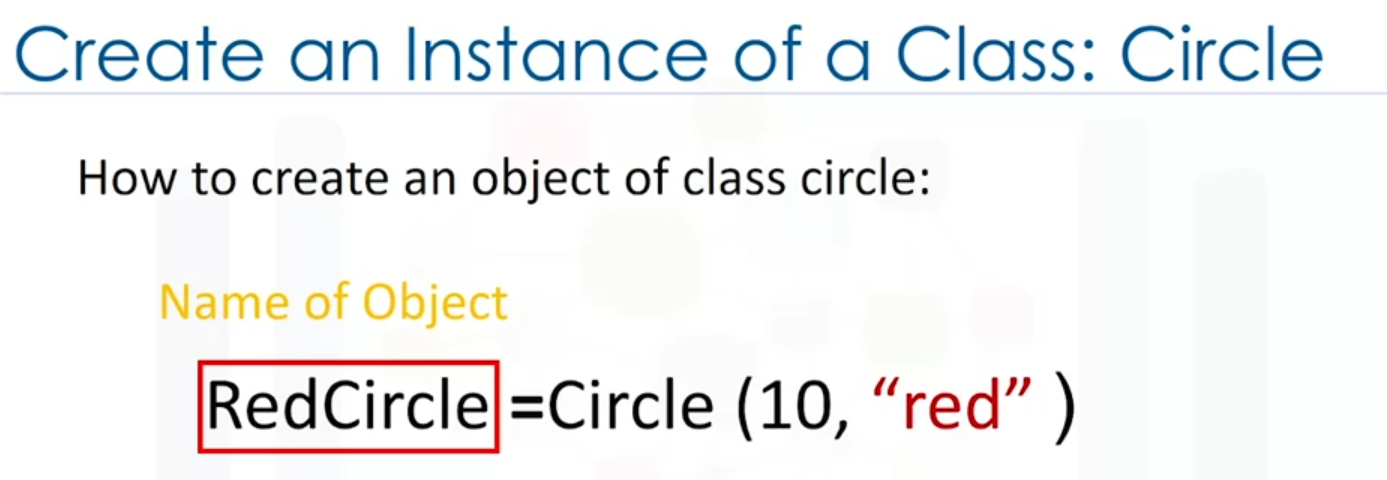 Create an Instance of a Class: Circle
How to create an object of class circle:
Name of Object
RedCircle =Circle (10, “red” )